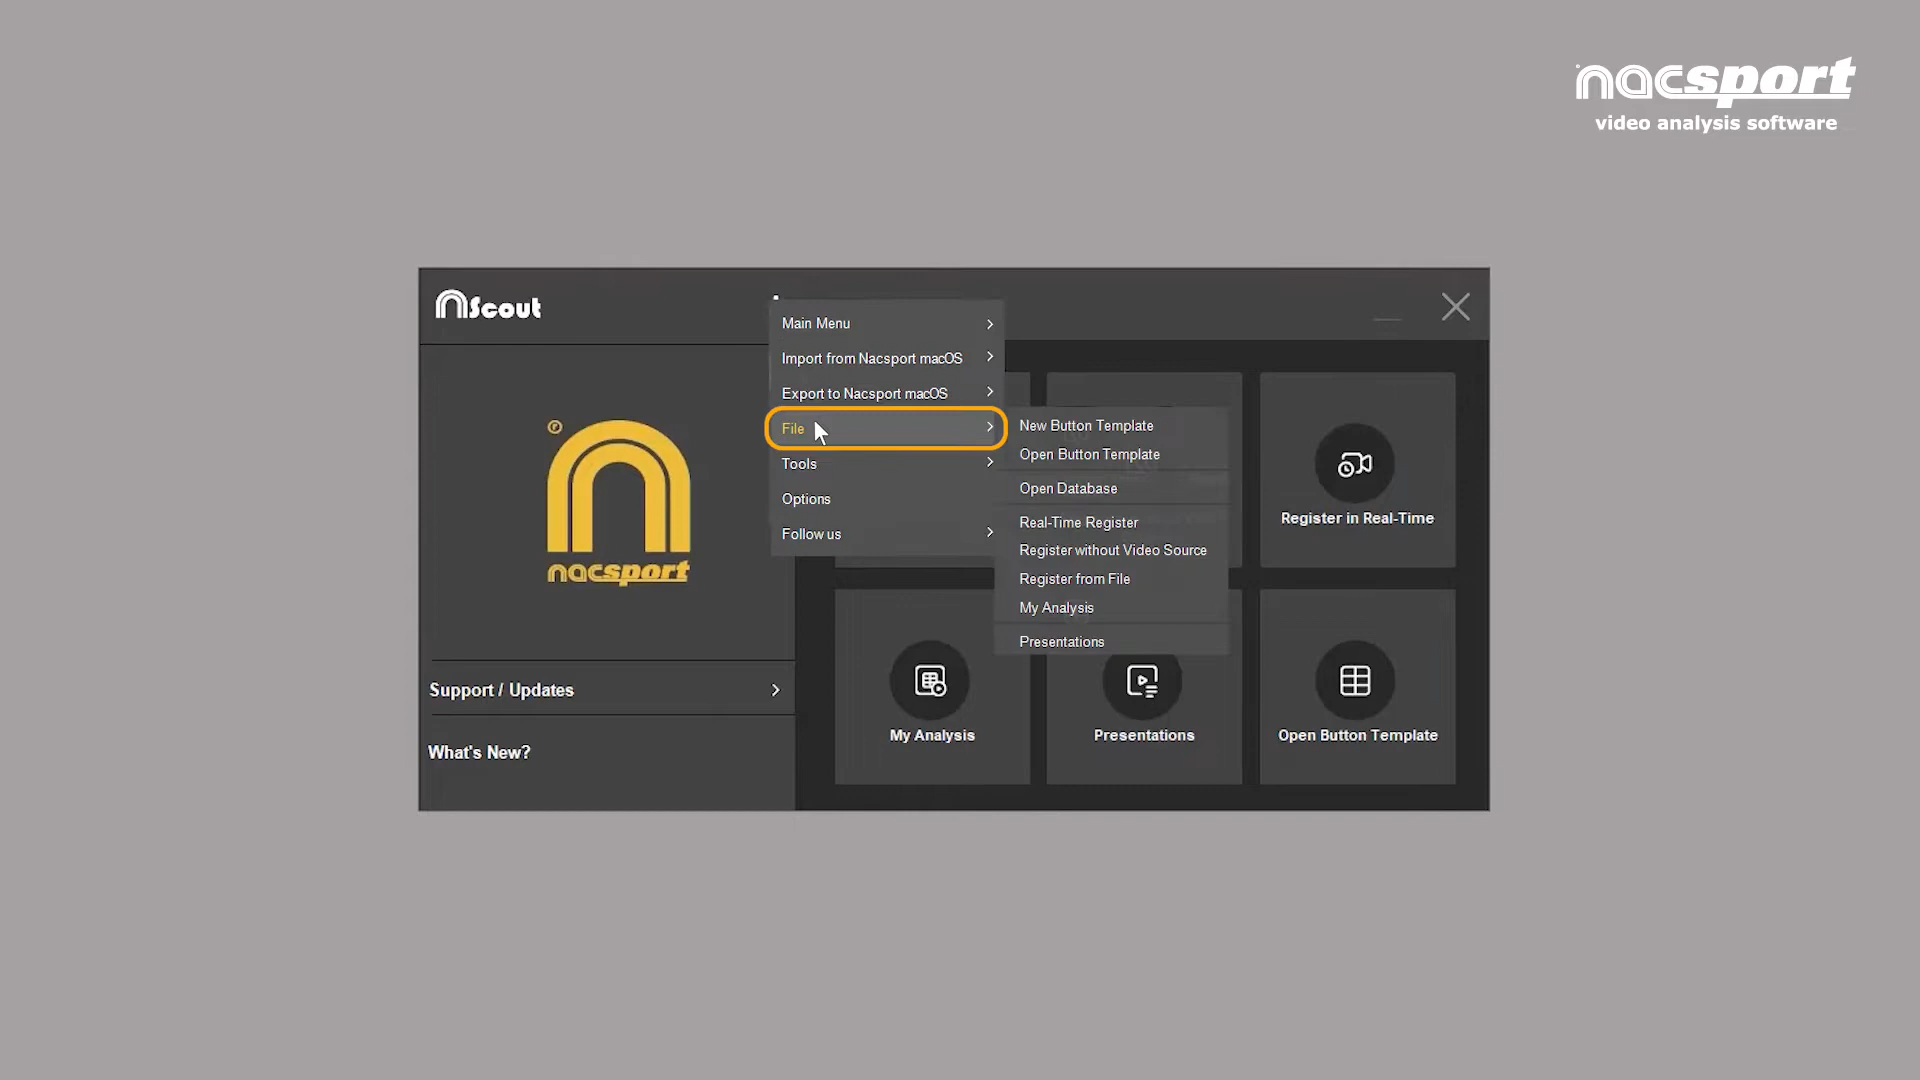 nacsport
video analysis software
Scout
Main Menu
Import from Nacsport macOS
Export to Nacsport macOS
File
Tools
Options
Follow us
New Button Template
Open Button Template
Open Database
Real-Time Register
Register without Video Source
Register from File
My Analysis
Presentations
®
nacsport
Register in Real-Time
Support / Updates
What's New?
My Analysis
Presentations
Open Button Template